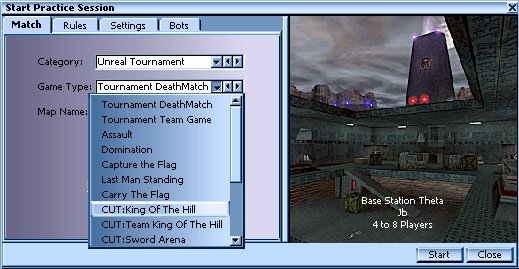 Start Practice Session
Match
Rules
Settings
Bots
Category:
Unreal Tournament
Game Type:
Tournament DeathMatch
Map Name:
Tournament DeathMatch
Tournament Team Game
Assault
Domination
Capture the Flag
Last Man Standing
Carry The Flag
CUT:King Of The Hill
CUT:Team King Of The Hill
CUT:Sword Arena
Base Station Theta
Jb
4 to 8 Players
Start
Close